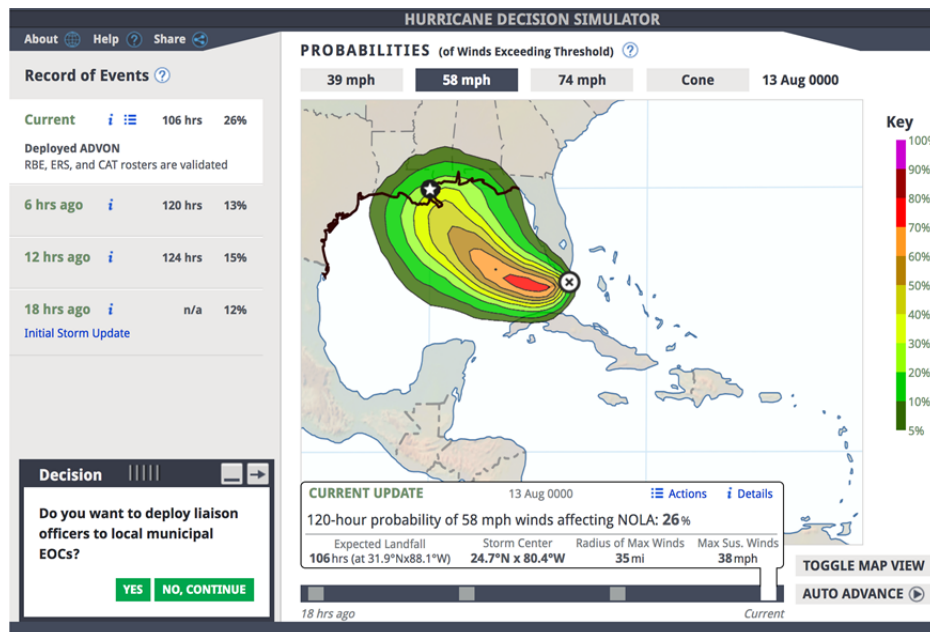 HURRICANE DECISION SIMULATOR
About Help ? Share
Record of Events ?
Current i 106 hrs 26%
Deployed ADVON
RBE, ERS, and CAT rosters are validated
6 hrs ago i 120 hrs 13%
12 hrs ago i 124 hrs 15%
18 hrs ago i n/a 12%
Initial Storm Update
Decision
Do you want to deploy liaison
officers to local municipal
EOCs?
YES NO, CONTINUE
PROBABILITIES (of Winds Exceeding Threshold) ?
39 mph 58 mph 74 mph Cone 13 Aug 0000
Key
100%
90%
80%
70%
60%
50%
40%
30%
20%
10%
5%
CURRENT UPDATE 13 Aug 0000 Actions i Details
120-hour probability of 58 mph winds affecting NOLA: 26%
Expected Landfall Storm Center Radius of Max Winds Max Sus. Winds
106 hrs (at 31.9°Nx88.1°W) 24.7°N x 80.4°W 35 mi 38 mph
18 hrs ago Current
TOGGLE MAP VIEW
AUTO ADVANCE